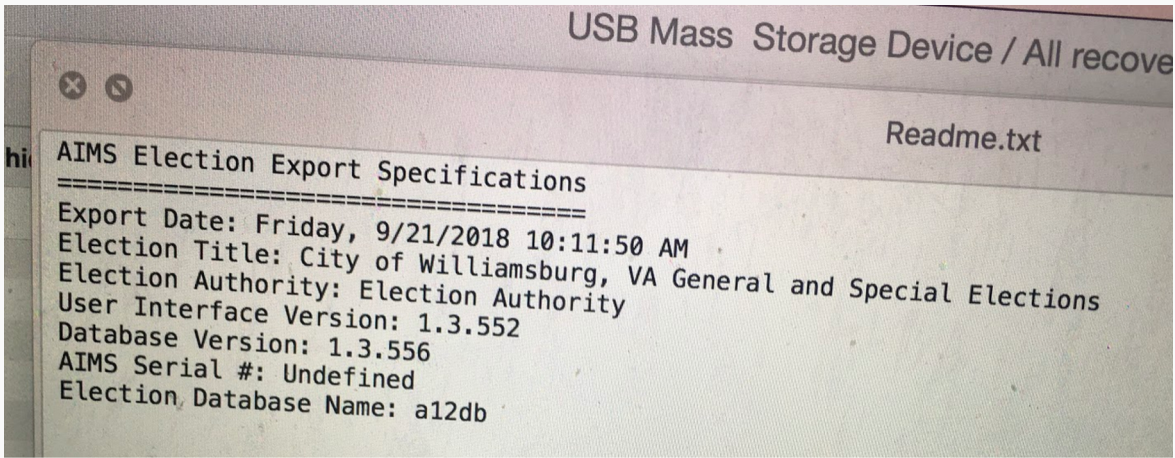 USB Mass Storage Device / All recove
Readme.txt
hi
AIMS Election Export Specifications
===================================
Export Date: Friday, 9/21/2018 10:11:50 AM
Election Title: City of Williamsburg, VA General and Special Elections
Election Authority: Election Authority
User Interface Version: 1.3.552
Database Version: 1.3.556
AIMS Serial #: Undefined
Election Database Name: a12db